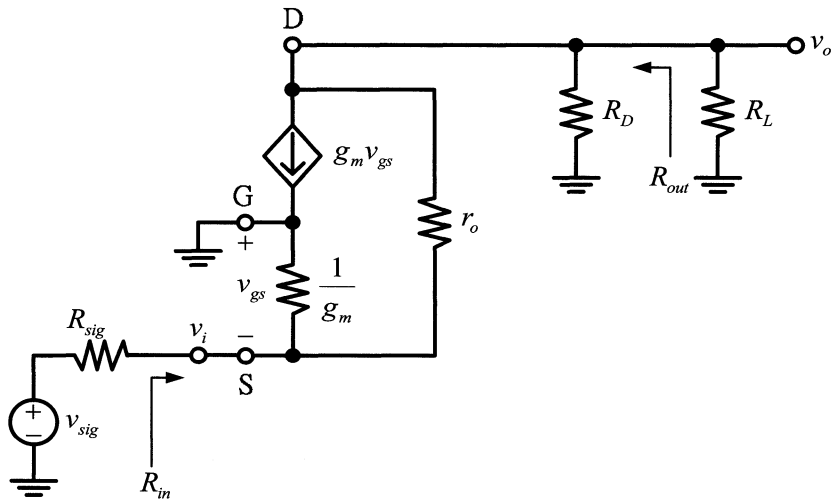 D
v_o
R_D
R_L
g_m v_gs
R_out
G
+
r_o
v_gs
1/g_m
R_sig
v_i
−
S
+
−
v_sig
R_in